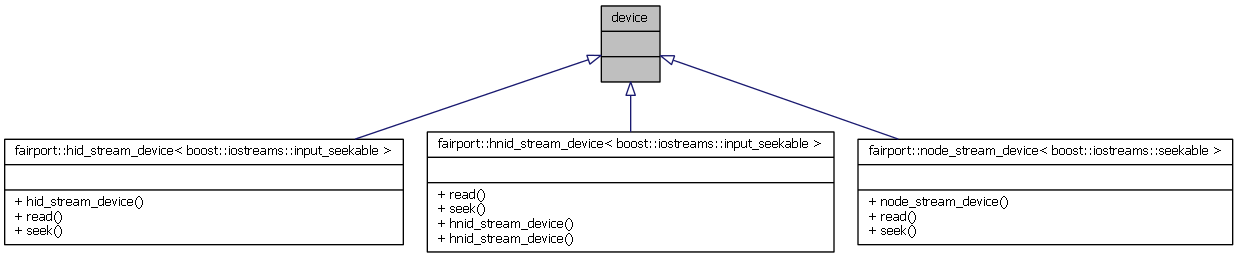 device
fairport::hid_stream_device< boost::iostreams::input_seekable >
+ hid_stream_device()
+ read()
+ seek()
fairport::hnid_stream_device< boost::iostreams::input_seekable >
+ read()
+ seek()
+ hnid_stream_device()
+ hnid_stream_device()
fairport::node_stream_device< boost::iostreams::seekable >
+ node_stream_device()
+ read()
+ seek()